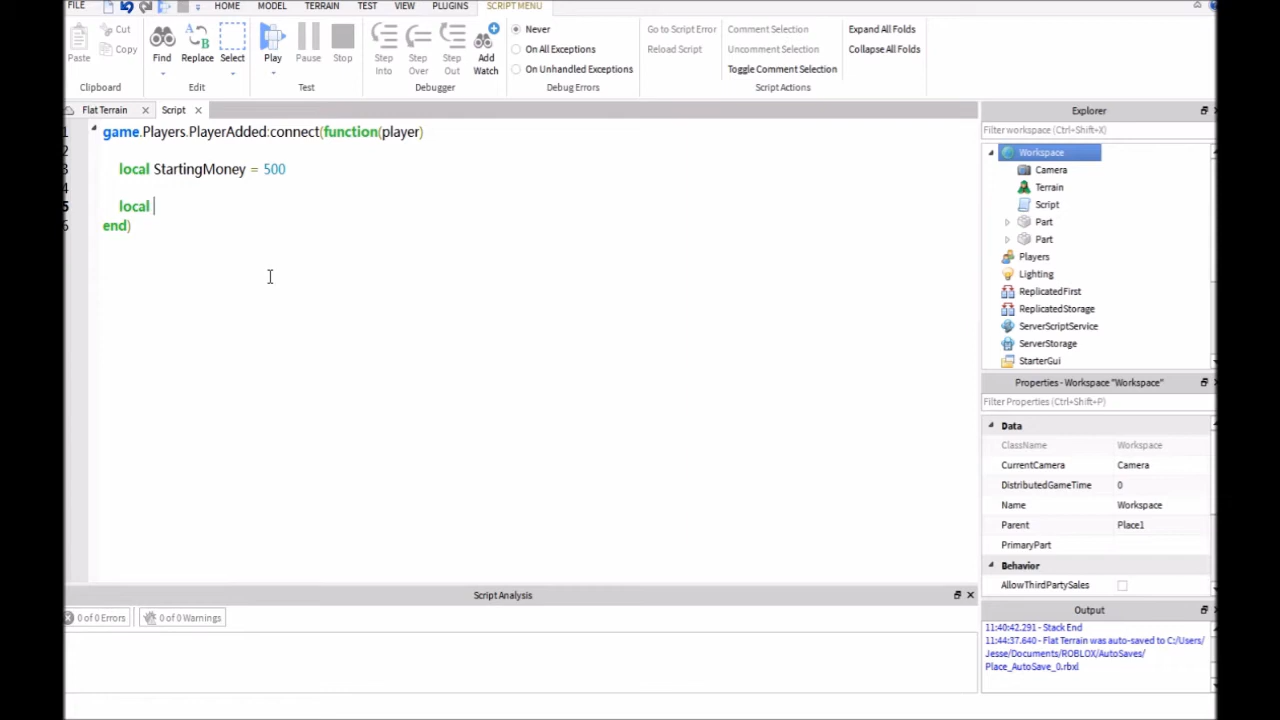 FILE HOME MODEL TERRAIN TEST VIEW PLUGINS SCRIPT MENU
Cut
Copy
Paste
Clipboard
Find
Replace
Select
Edit
Play
Pause
Stop
Test
Step Into
Step Over
Step Out
Add Watch
Debugger
Never
On All Exceptions
On Unhandled Exceptions
Debug Errors
Go to Script Error
Reload Script
Comment Selection
Uncomment Selection
Toggle Comment Selection
Script Actions
Expand All Folds
Collapse All Folds
Flat Terrain
Script
1 game.Players.PlayerAdded:connect(function(player)
2
3 local StartingMoney = 500
4
5 local
6 end)
Script Analysis
0 of 0 Errors
0 of 0 Warnings
Explorer
Filter workspace (Ctrl+Shift+X)
Workspace
Camera
Terrain
Script
Part
Part
Players
Lighting
ReplicatedFirst
ReplicatedStorage
ServerScriptService
ServerStorage
StarterGui
Properties - Workspace "Workspace"
Filter Properties (Ctrl+Shift+P)
Data
ClassName Workspace
CurrentCamera Camera
DistributedGameTime 0
Name Workspace
Parent Place1
PrimaryPart
Behavior
AllowThirdPartySales
Output
11:40:42.291 - Stack End
11:44:37.640 - Flat Terrain was auto-saved to C:/Users/
Jesse/Documents/ROBLOX/AutoSaves/
Place_AutoSave_0.rbxl